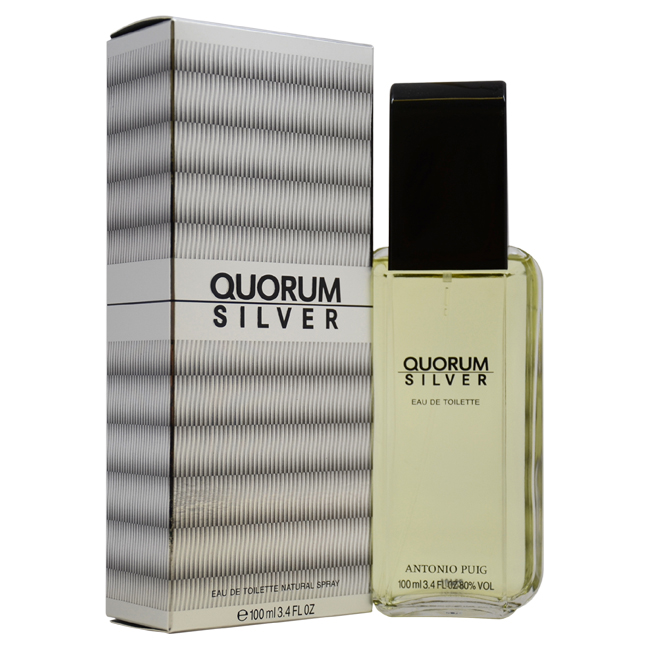 QUORUM
SILVER
EAU DE TOILETTE NATURAL SPRAY
℮ 100 ml 3.4 FL OZ
QUORUM
SILVER
EAU DE TOILETTE
ANTONIO PUIG
100 ml 3.4 FL OZ 80% VOL